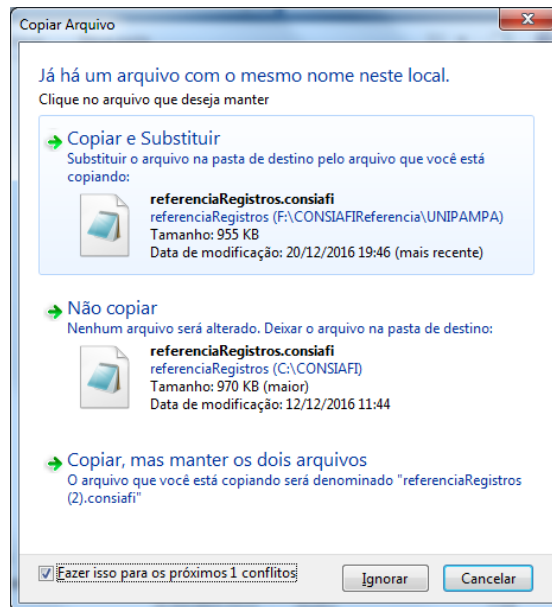 Copiar Arquivo
Já há um arquivo com o mesmo nome neste local.
Clique no arquivo que deseja manter
Copiar e Substituir
Substituir o arquivo na pasta de destino pelo arquivo que você está
copiando:
referenciaRegistros.consiafi
referenciaRegistros (F:\CONSIAFIReferencia\UNIPAMPA)
Tamanho: 955 KB
Data de modificação: 20/12/2016 19:46 (mais recente)
Não copiar
Nenhum arquivo será alterado. Deixar o arquivo na pasta de destino:
referenciaRegistros.consiafi
referenciaRegistros (C:\CONSIAFI)
Tamanho: 970 KB (maior)
Data de modificação: 12/12/2016 11:44
Copiar, mas manter os dois arquivos
O arquivo que você está copiando será denominado "referenciaRegistros
(2).consiafi"
Fazer isso para os próximos 1 conflitos
Ignorar
Cancelar